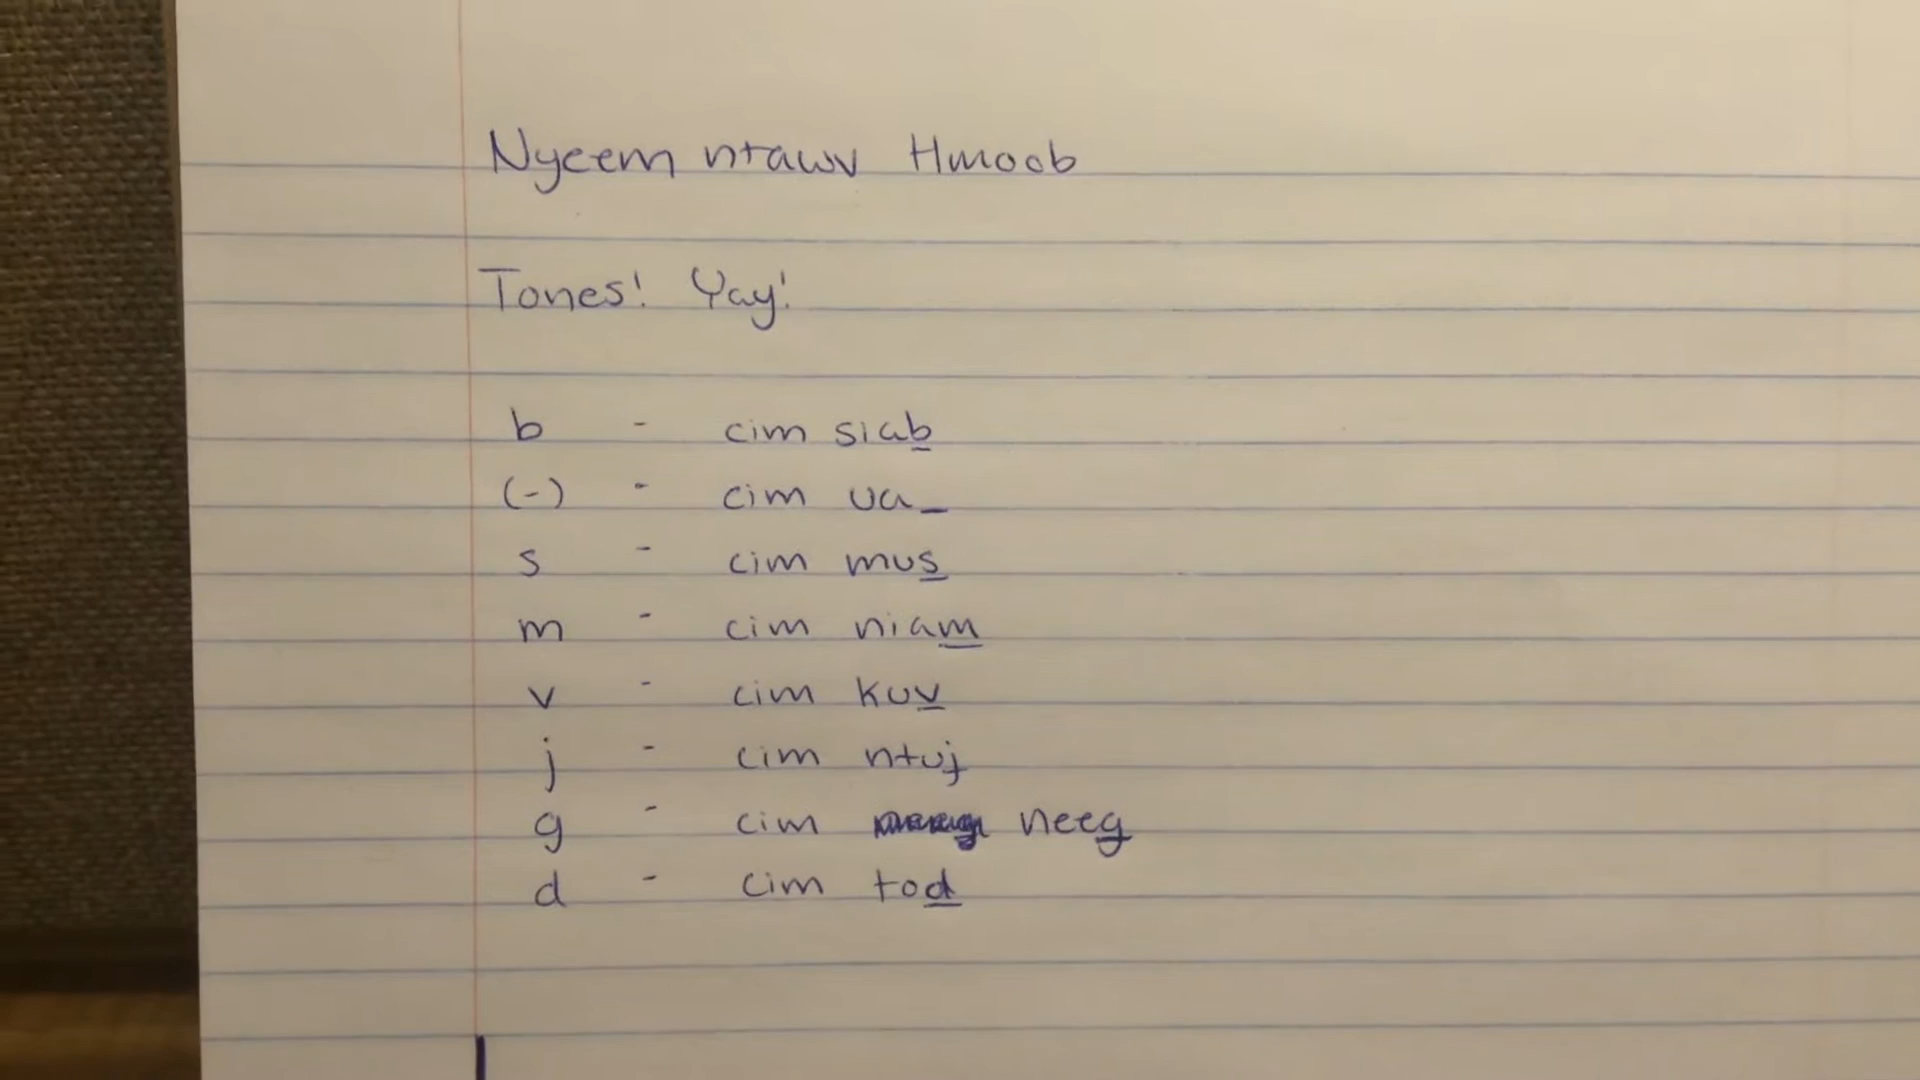 Nyeem ntawv Hmoob
Tones! Yay!
b - cim siab
(-) - cim ua_
s - cim mus
m - cim niam
v - cim kuv
j - cim ntuj
g - cim neeg
d - cim tod